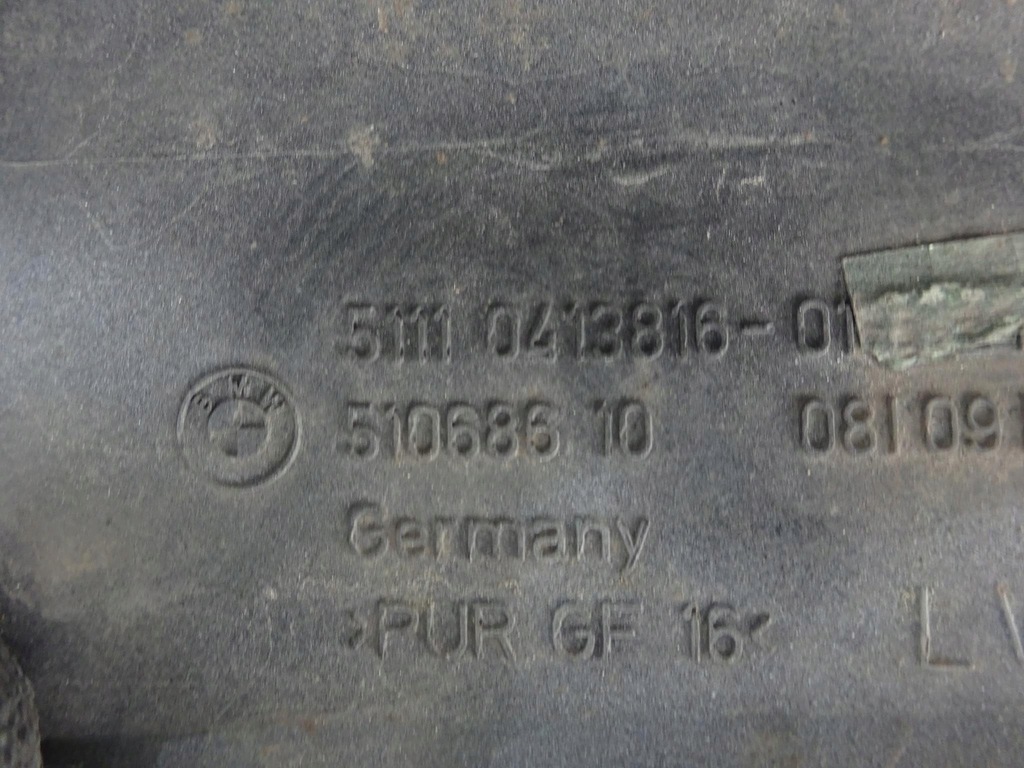 5111 0413816-01
BMW
510686 10 08 09
Germany
>PUR GF 16<
L